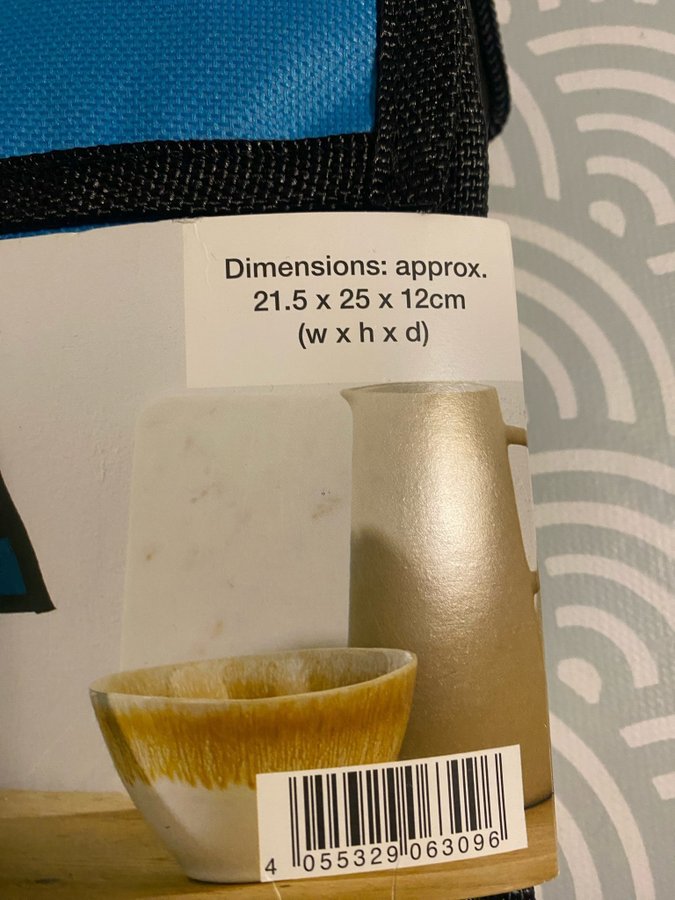 Dimensions: approx.
21.5 x 25 x 12cm
(w x h x d)
4 055329 063096